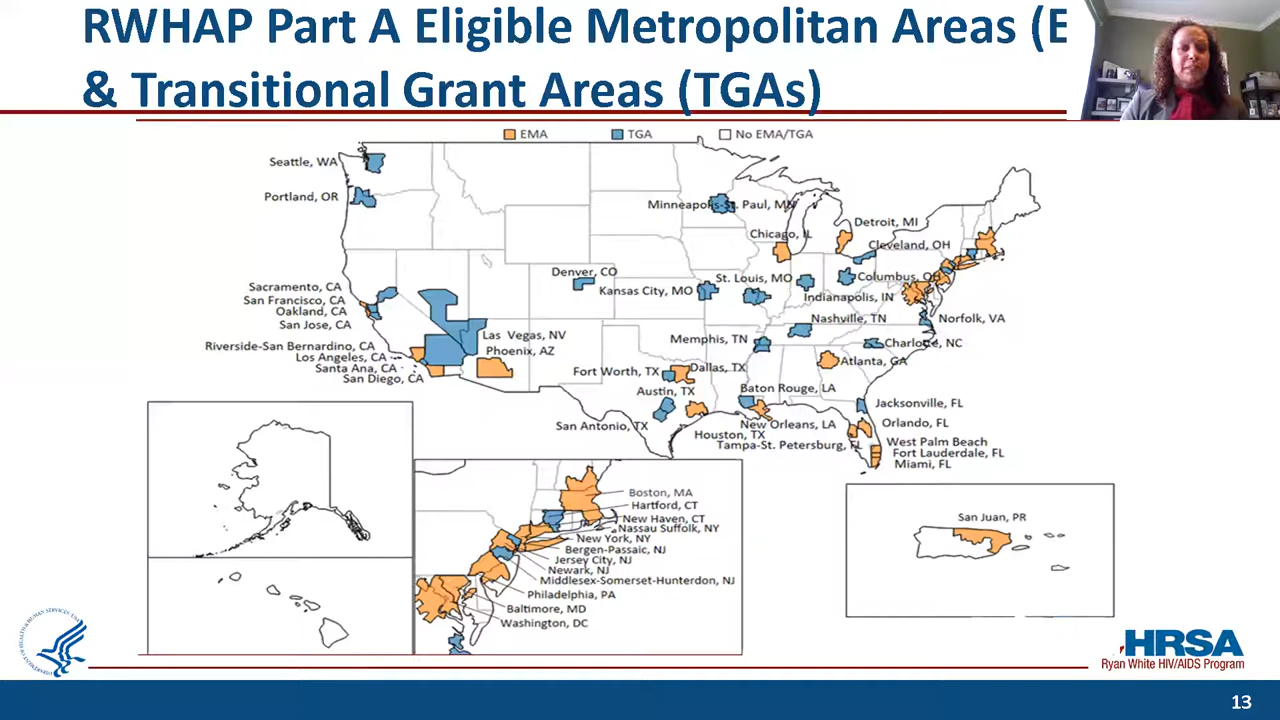 RWHAP Part A Eligible Metropolitan Areas (E
& Transitional Grant Areas (TGAs)
EMA
TGA
No EMA/TGA
Seattle, WA
Portland, OR
Minneapolis-St. Paul, MN
Detroit, MI
Chicago, IL
Cleveland, OH
Denver, CO
St. Louis, MO
Columbus, OH
Kansas City, MO
Indianapolis, IN
Sacramento, CA
San Francisco, CA
Oakland, CA
San Jose, CA
Nashville, TN
Norfolk, VA
Las Vegas, NV
Memphis, TN
Charlotte, NC
Riverside-San Bernardino, CA
Phoenix, AZ
Los Angeles, CA
Santa Ana, CA
San Diego, CA
Atlanta, GA
Fort Worth, TX
Dallas, TX
Austin, TX
Baton Rouge, LA
Jacksonville, FL
San Antonio, TX
New Orleans, LA
Orlando, FL
Houston, TX
Tampa-St. Petersburg, FL
West Palm Beach
Fort Lauderdale, FL
Miami, FL
Boston, MA
Hartford, CT
New Haven, CT
Nassau Suffolk, NY
New York, NY
Bergen-Passaic, NJ
Jersey City, NJ
Newark, NJ
Middlesex-Somerset-Hunterdon, NJ
Philadelphia, PA
Baltimore, MD
Washington, DC
San Juan, PR
HRSA
Ryan White HIV/AIDS Program
13